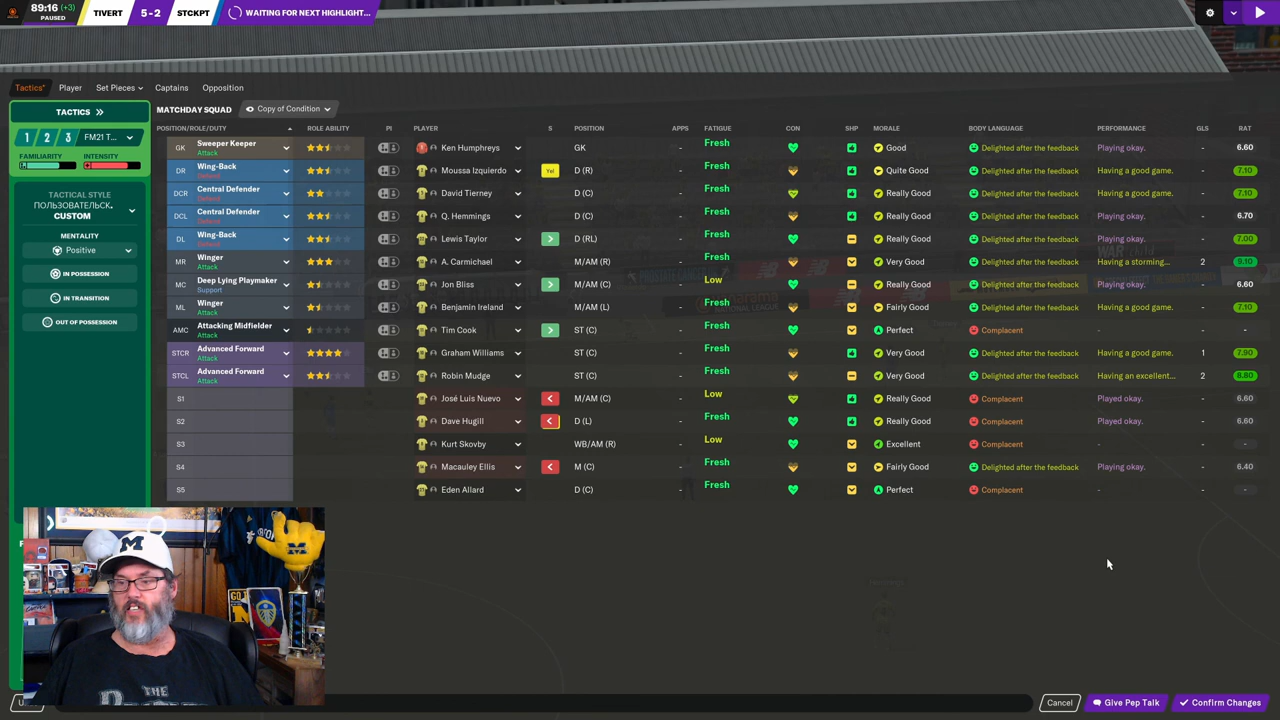 89:16 (+3)
PAUSED
TIVERT 5 - 2 STCKPT WAITING FOR NEXT HIGHLIGHT...
Tactics* Player Set Pieces Captains Opposition
TACTICS MATCHDAY SQUAD Copy of Condition
POSITION/ROLE/DUTY ROLE ABILITY PI PLAYER S POSITION APPS FATIGUE CON SHP MORALE BODY LANGUAGE PERFORMANCE GLS RAT
1 2 3 FM21 T...
FAMILIARITY INTENSITY
TACTICAL STYLE
ПОЛЬЗОВАТЕЛЬСК.
CUSTOM
MENTALITY
Positive
IN POSSESSION
IN TRANSITION
OUT OF POSSESSION
GK Sweeper Keeper Attack Ken Humphreys GK - Fresh Good Delighted after the feedback Playing okay. - 6.60
DR Wing-Back Defend Moussa Izquierdo Yel D (R) - Fresh Quite Good Delighted after the feedback Having a good game. - 7.10
DCR Central Defender Defend David Tierney D (C) - Fresh Really Good Delighted after the feedback Having a good game. - 7.10
DCL Central Defender Defend Q. Hemmings D (C) - Fresh Really Good Delighted after the feedback Playing okay. - 6.70
DL Wing-Back Defend Lewis Taylor D (RL) - Fresh Really Good Delighted after the feedback Playing okay. - 7.00
MR Winger Attack A. Carmichael M/AM (R) - Fresh Very Good Delighted after the feedback Having a storming... 2 9.10
MC Deep Lying Playmaker Support Jon Bliss M/AM (C) - Low Really Good Delighted after the feedback Playing okay. - 6.60
ML Winger Attack Benjamin Ireland M/AM (L) - Fresh Fairly Good Delighted after the feedback Having a good game. - 7.10
AMC Attacking Midfielder Attack Tim Cook ST (C) - Fresh Perfect Complacent - - -
STCR Advanced Forward Attack Graham Williams ST (C) - Fresh Very Good Delighted after the feedback Having a good game. 1 7.90
STCL Advanced Forward Attack Robin Mudge ST (C) - Fresh Very Good Delighted after the feedback Having an excellent... 2 8.80
S1 José Luis Nuevo M/AM (C) - Low Really Good Delighted after the feedback Played okay. - 6.60
S2 Dave Hugill D (L) - Fresh Really Good Delighted after the feedback Played okay. - 6.60
S3 Kurt Skovby WB/AM (R) - Low Excellent Complacent - - -
S4 Macauley Ellis M (C) - Fresh Fairly Good Delighted after the feedback Playing okay. - 6.40
S5 Eden Allard D (C) - Fresh Perfect Complacent - - -
M
THE
Cancel Give Pep Talk Confirm Changes